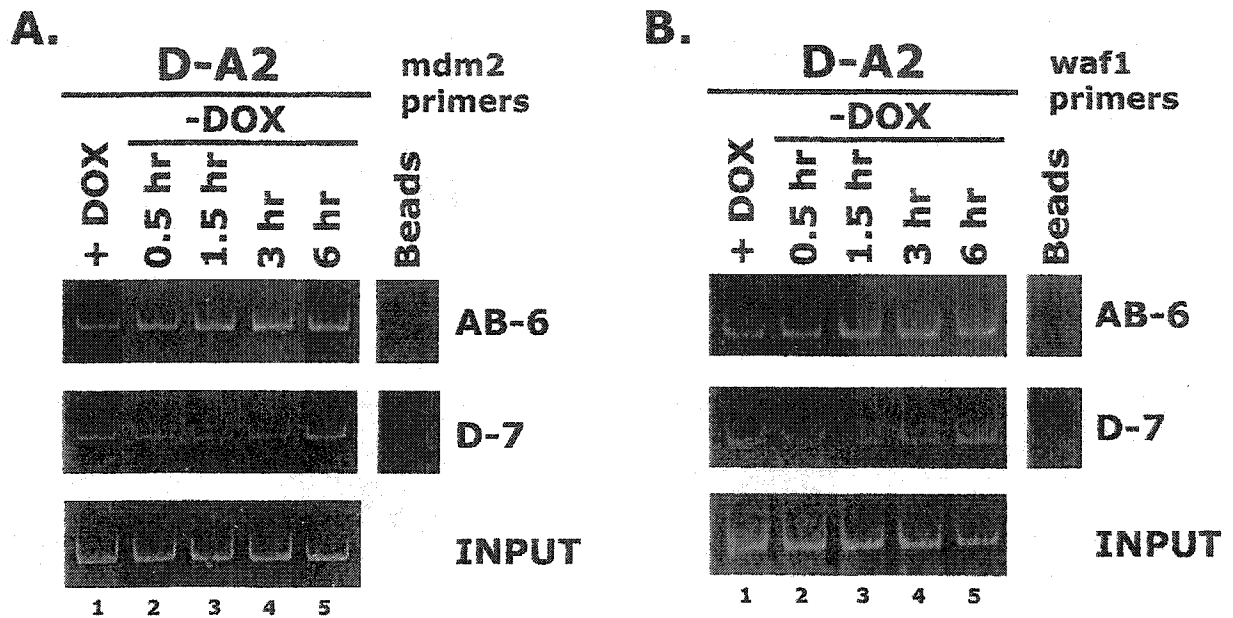 A.
D-A2
mdm2
primers
-DOX
+ DOX
0.5 hr
1.5 hr
3 hr
6 hr
Beads
AB-6
D-7
INPUT
1 2 3 4 5
B.
D-A2
waf1
primers
-DOX
+ DOX
0.5 hr
1.5 hr
3 hr
6 hr
Beads
AB-6
D-7
INPUT
1 2 3 4 5